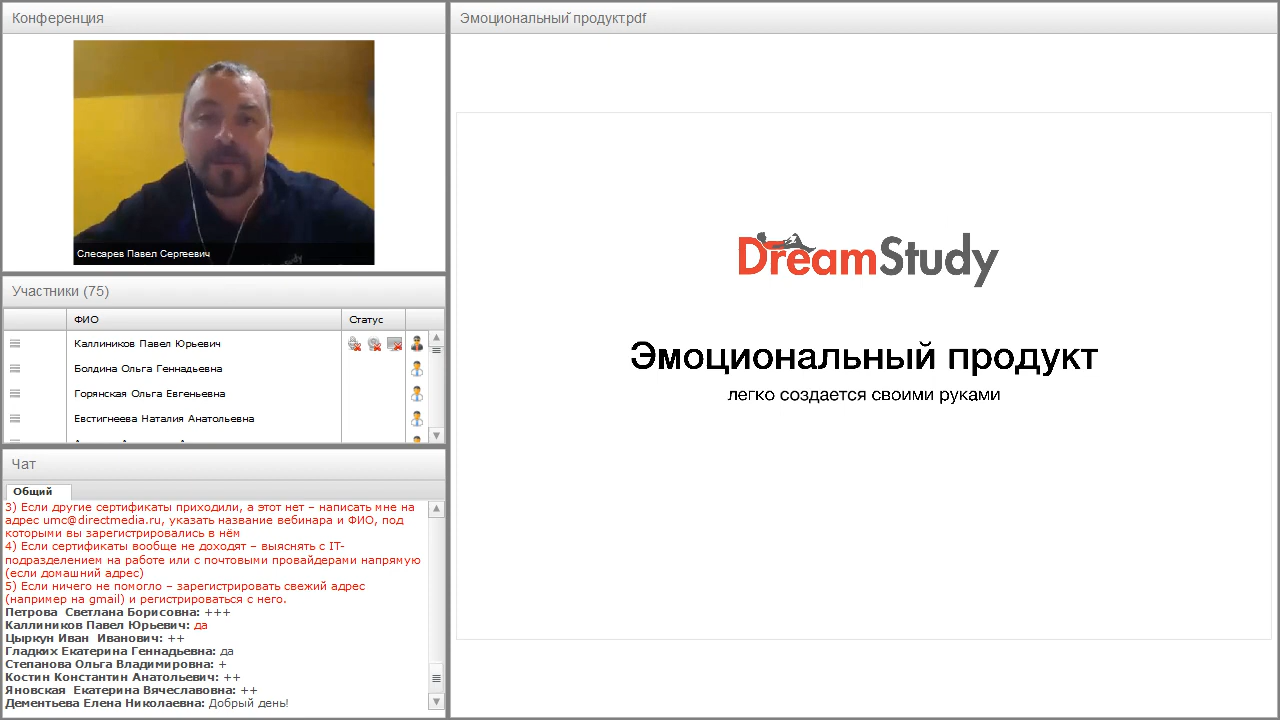 Конференция
Слесарев Павел Сергеевич
Участники (75)
ФИО
Статус
Каллиников Павел Юрьевич
Болдина Ольга Геннадьевна
Горянская Ольга Евгеньевна
Евстигнеева Наталия Анатольевна
Чат
Общий
3) Если другие сертификаты приходили, а этот нет – написать мне на
адрес umc@directmedia.ru, указать название вебинара и ФИО, под
которыми вы зарегистрировались в нём
4) Если сертификаты вообще не доходят – выяснять с IT-
подразделением на работе или с почтовыми провайдерами напрямую
(если домашний адрес)
5) Если ничего не помогло – зарегистрировать свежий адрес
(например на gmail) и регистрироваться с него.
Петрова  Светлана Борисовна: +++
Каллиников Павел Юрьевич: да
Цыркун Иван  Иванович: ++
Гладких Екатерина Геннадьевна: да
Степанова Ольга Владимировна: +
Костин Константин Анатольевич: ++
Яновская  Екатерина Вячеславовна: ++
Дементьева Елена Николаевна: Добрый день!
Эмоциональный продукт.pdf
DreamStudy
Эмоциональный продукт
легко создается своими руками